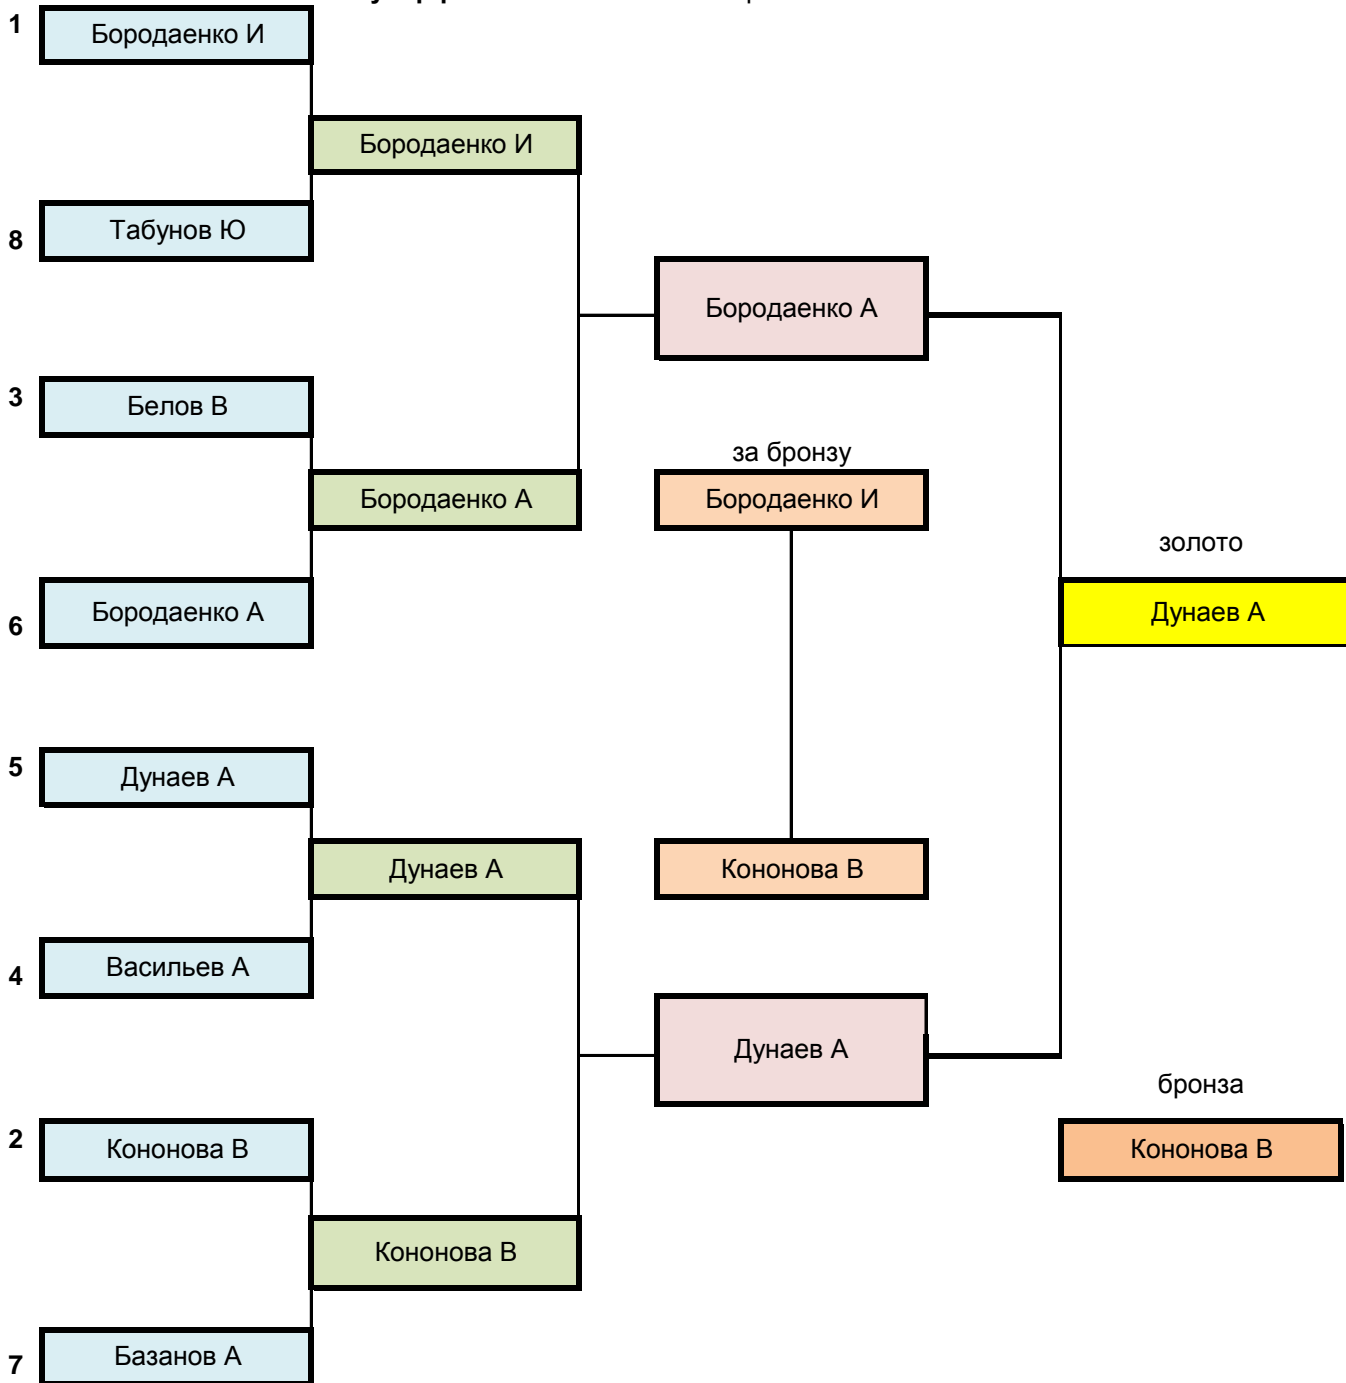 1
Бородаенко И
Бородаенко И
8
Табунов Ю
Бородаенко А
3
Белов В
за бронзу
Бородаенко А
Бородаенко И
золото
6
Бородаенко А
Дунаев А
5
Дунаев А
Дунаев А
Кононова В
4
Васильев А
Дунаев А
бронза
2
Кононова В
Кононова В
Кононова В
7
Базанов А